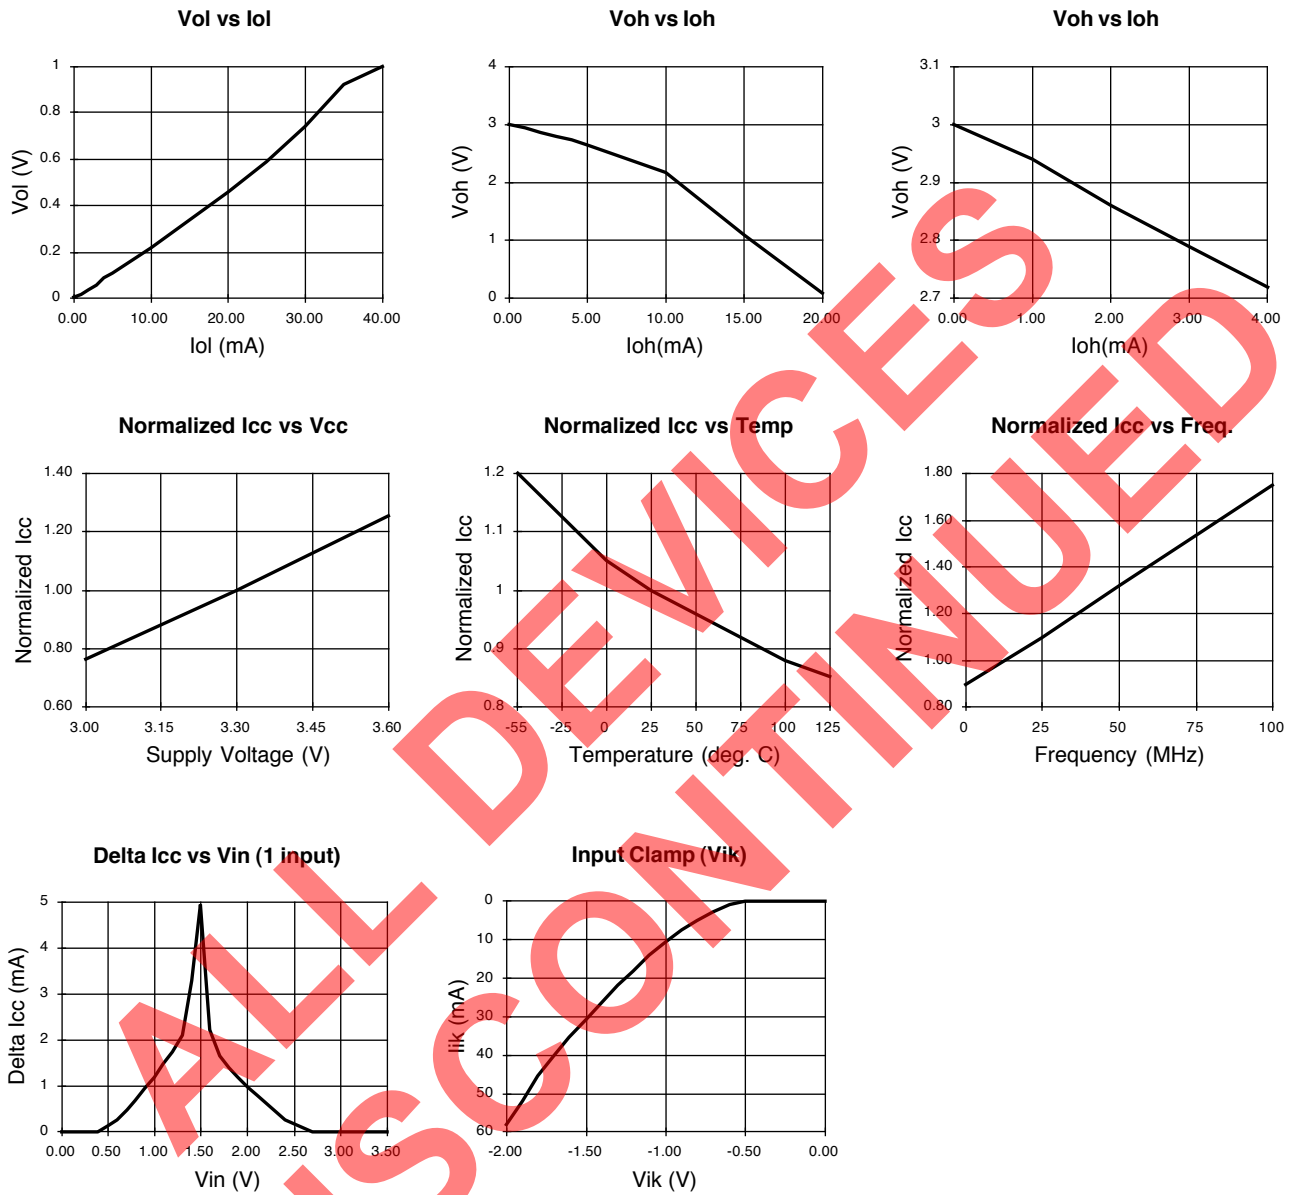 Vol vs Iol
Vol (V)
1
0.8
0.6
0.4
0.2
0
0.00 10.00 20.00 30.00 40.00
Iol (mA)
Voh vs Ioh
Voh (V)
4
3
2
1
0
0.00 5.00 10.00 15.00 20.00
Ioh(mA)
Voh vs Ioh
Voh (V)
3.1
3
2.9
2.8
2.7
0.00 1.00 2.00 3.00 4.00
Ioh(mA)
Normalized Icc vs Vcc
Normalized Icc
1.40
1.20
1.00
0.80
0.60
3.00 3.15 3.30 3.45 3.60
Supply Voltage (V)
Normalized Icc vs Temp
Normalized Icc
1.2
1.1
1
0.9
0.8
-55 -25 0 25 50 75 100 125
Temperature (deg. C)
Normalized Icc vs Freq.
Normalized Icc
1.80
1.60
1.40
1.20
1.00
0.80
0 25 50 75 100
Frequency (MHz)
Delta Icc vs Vin (1 input)
Delta Icc (mA)
5
4
3
2
1
0
0.00 0.50 1.00 1.50 2.00 2.50 3.00 3.50
Vin (V)
Input Clamp (Vik)
Iik (mA)
0
10
20
30
40
50
60
-2.00 -1.50 -1.00 -0.50 0.00
Vik (V)
ALL DEVICES
SCONTINUED